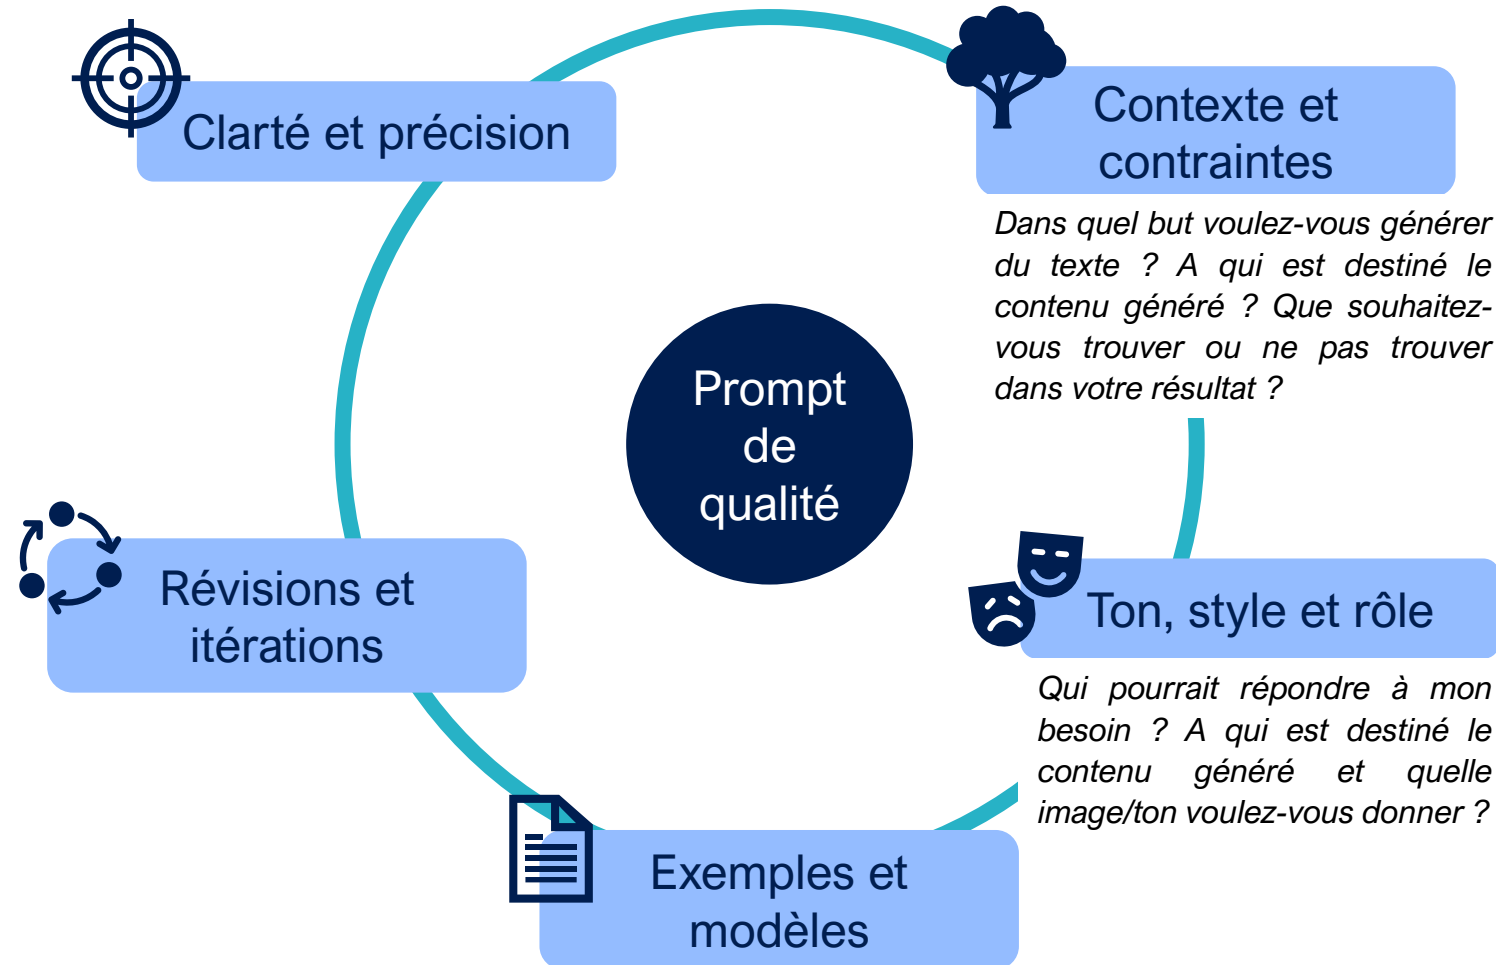 Clarté et précision
Contexte et
contraintes
Dans quel but voulez-vous générer
du texte ? A qui est destiné le
contenu généré ? Que souhaitez-
vous trouver ou ne pas trouver
dans votre résultat ?
Prompt
de
qualité
Révisions et
itérations
Ton, style et rôle
Qui pourrait répondre à mon
besoin ? A qui est destiné le
contenu généré et quelle
image/ton voulez-vous donner ?
Exemples et
modèles